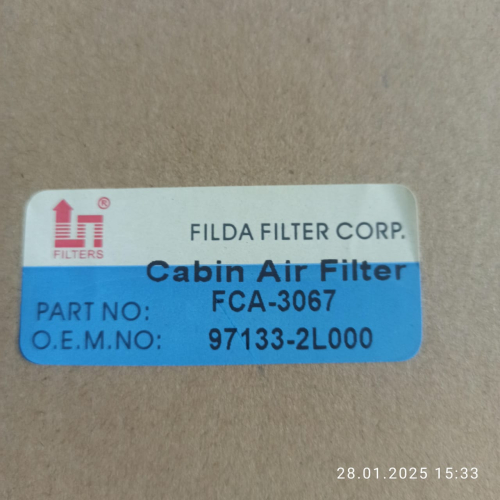 ®
FILTERS
FILDA FILTER CORP.
Cabin Air Filter
PART NO: FCA-3067
O.E.M.NO: 97133-2L000
28.01.2025 15:33